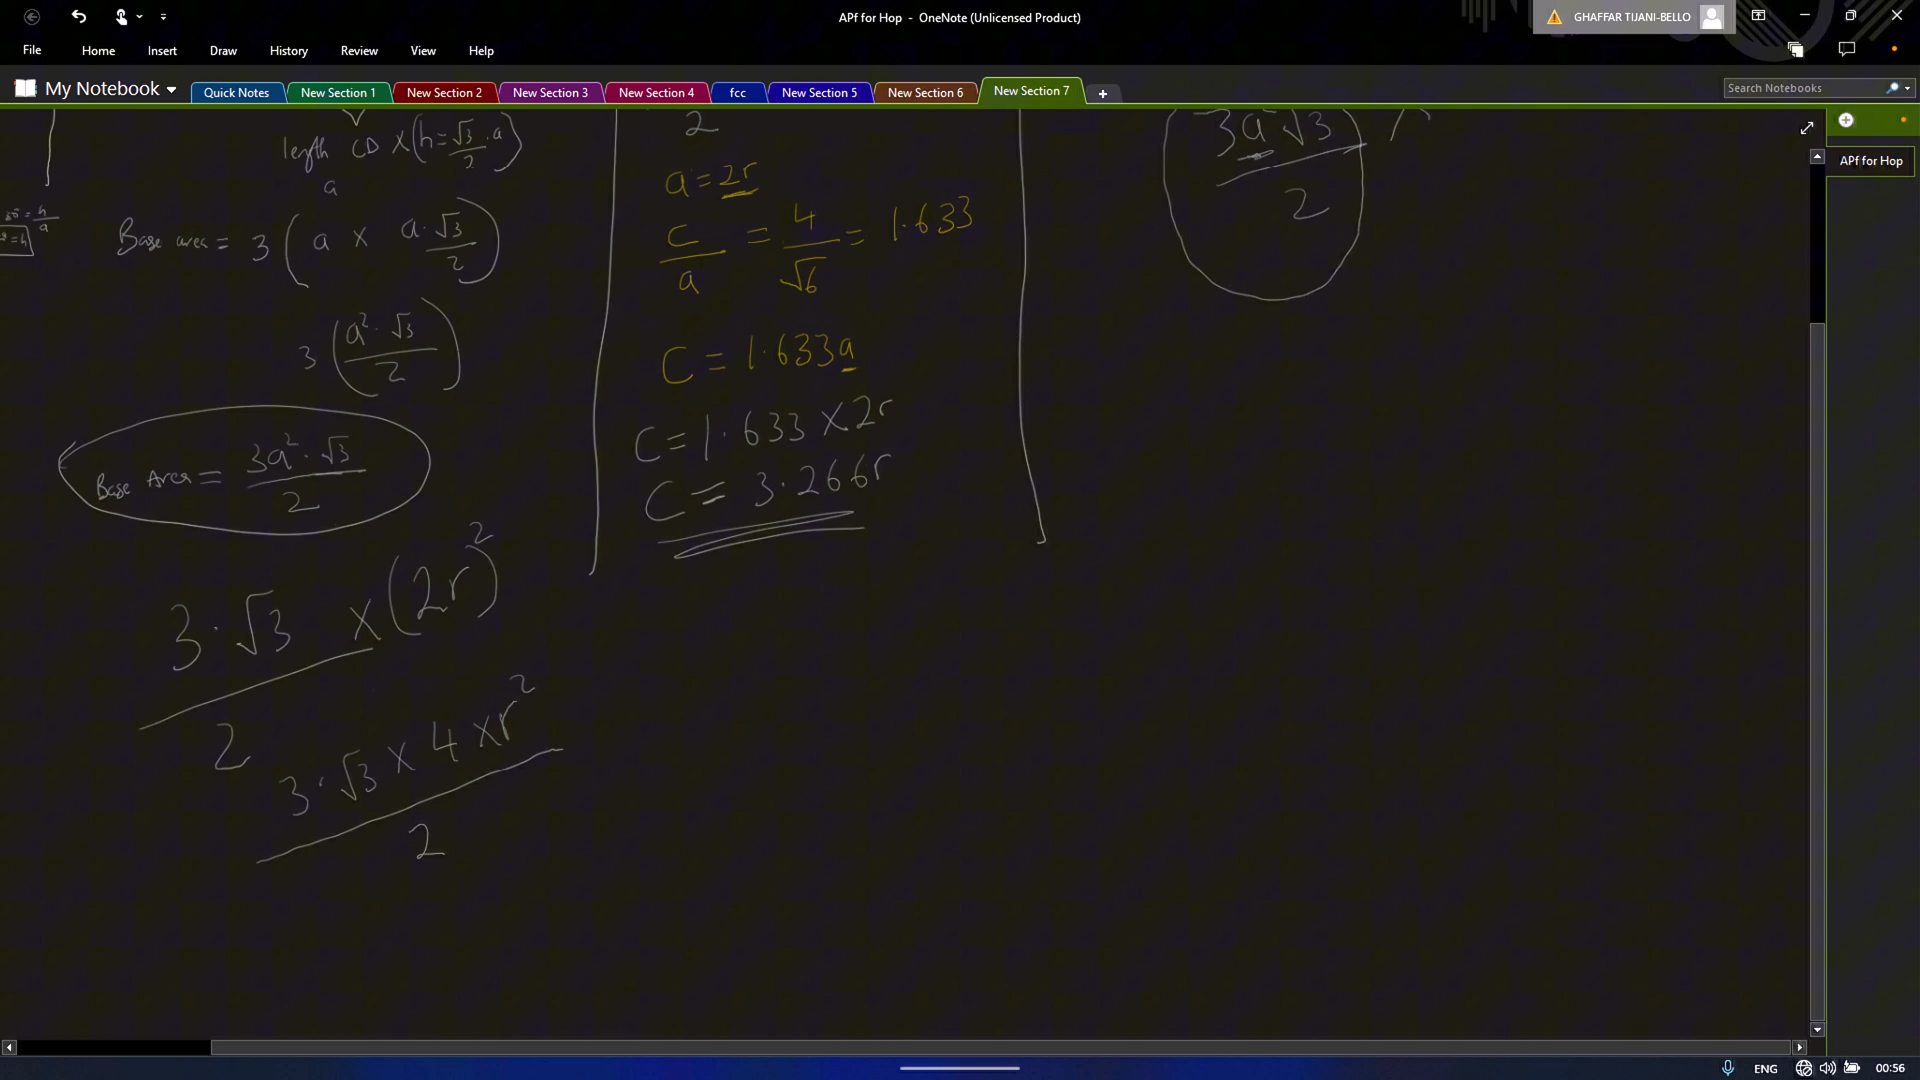 APf for Hop - OneNote (Unlicensed Product)
GHAFFAR TIJANI-BELLO
File Home Insert Draw History Review View Help
My Notebook
Quick Notes New Section 1 New Section 2 New Section 3 New Section 4 fcc New Section 5 New Section 6 New Section 7
Search Notebooks
APf for Hop
length CD × (h = √3/2 · a)
a
Base area = 3 ( a × a·√3/2 )
3 ( a² · √3 / 2 )
Base Area = 3a² · √3 / 2
3 · √3 × (2r)² / 2
3 · √3 × 4 × r² / 2
2
a = 2r
c/a = 4/√6 = 1.633
C = 1.633a
C = 1.633 × 2r
C = 3.266r
3a √3 / 2
ENG
00:56